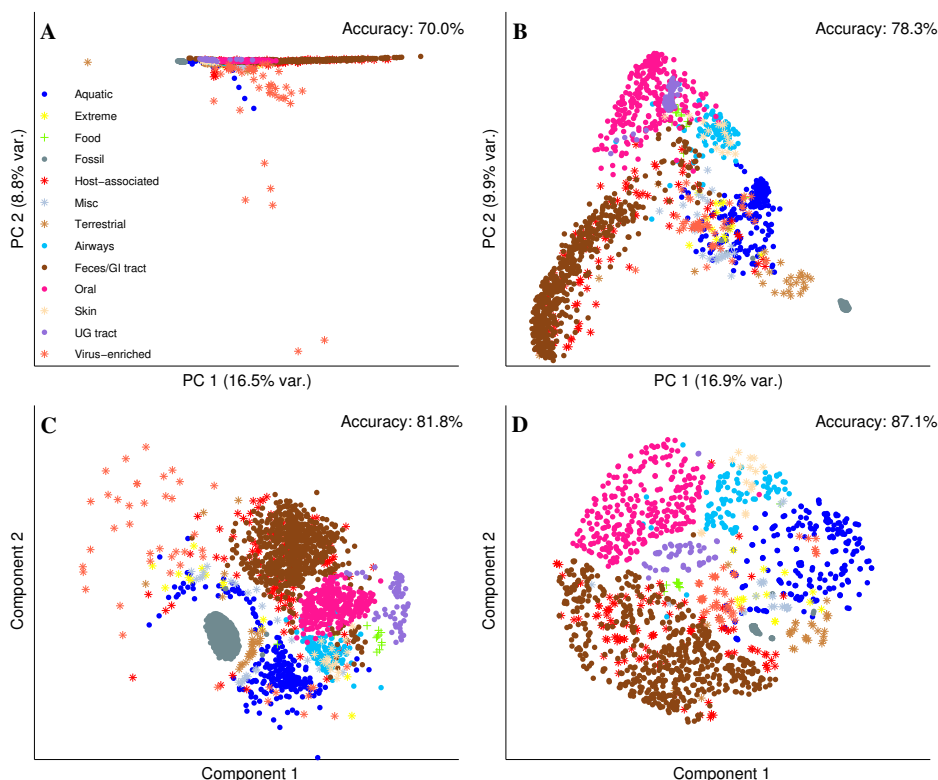 A
Accuracy: 70.0%
PC 2 (8.8% var.)
Aquatic
Extreme
Food
Fossil
Host−associated
Misc
Terrestrial
Airways
Feces/GI tract
Oral
Skin
UG tract
Virus−enriched
PC 1 (16.5% var.)
B
Accuracy: 78.3%
PC 2 (9.9% var.)
PC 1 (16.9% var.)
C
Accuracy: 81.8%
Component 2
Component 1
D
Accuracy: 87.1%
Component 2
Component 1